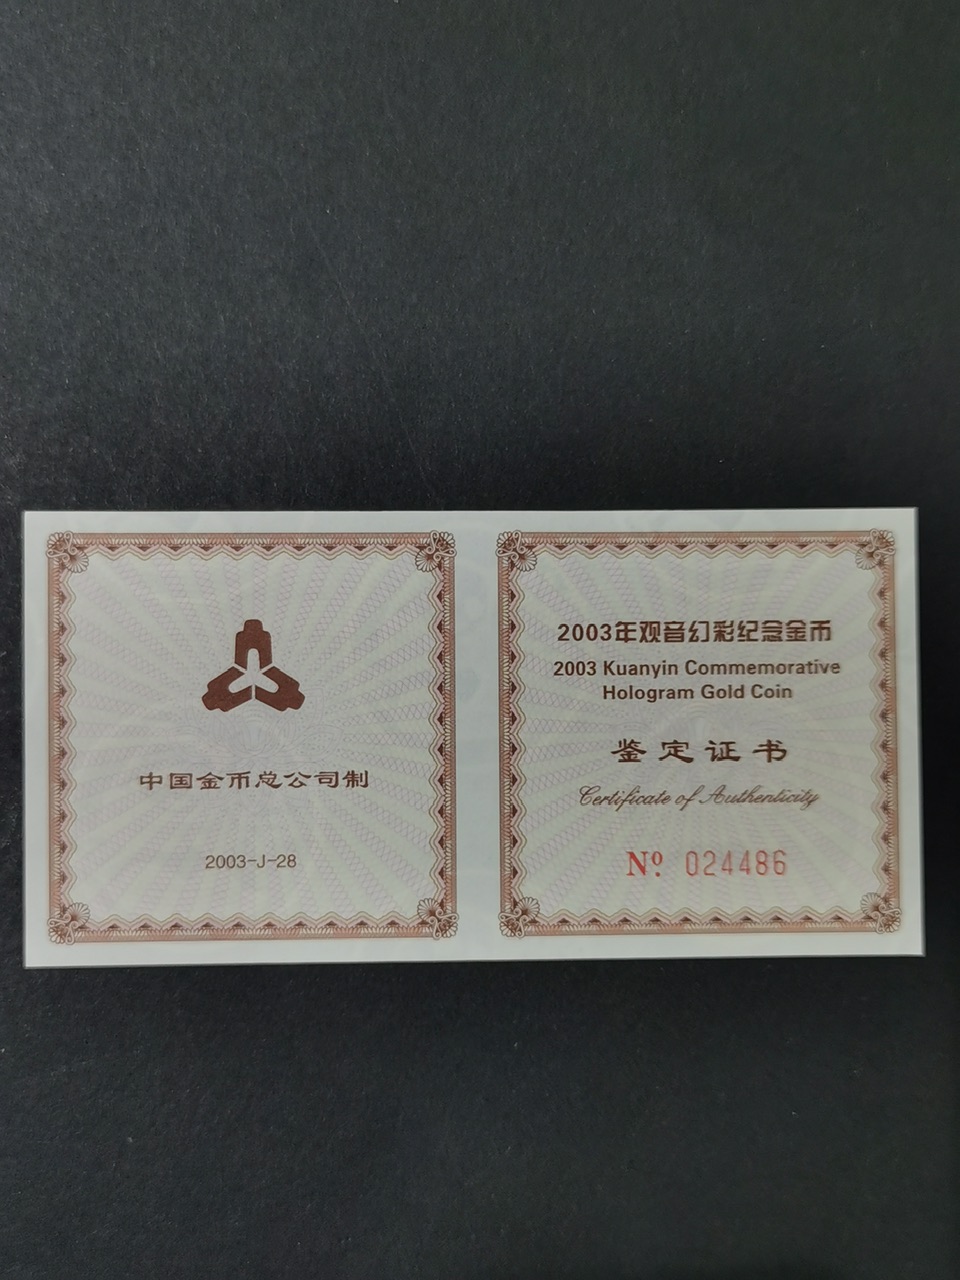 中国金币总公司制
2003-J-28
2003年观音幻彩纪念金币
2003 Kuanyin Commemorative
Hologram Gold Coin
鉴定证书
Certificate of Authenticity
Nº 024486